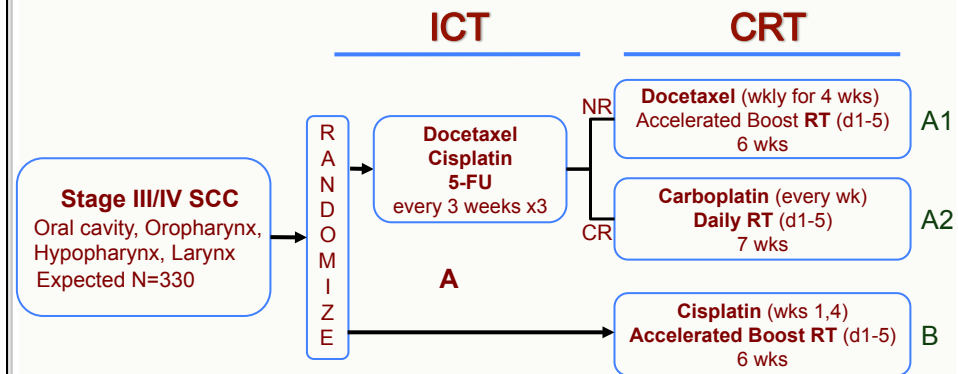 ICT
CRT
Stage III/IV SCC
Oral cavity, Oropharynx,
Hypopharynx, Larynx
Expected N=330
R
A
N
D
O
M
I
Z
E
Docetaxel
Cisplatin
5-FU
every 3 weeks x3
A
NR
CR
Docetaxel (wkly for 4 wks)
Accelerated Boost RT (d1-5)
6 wks
A1
Carboplatin (every wk)
Daily RT (d1-5)
7 wks
A2
Cisplatin (wks 1,4)
Accelerated Boost RT (d1-5)
6 wks
B